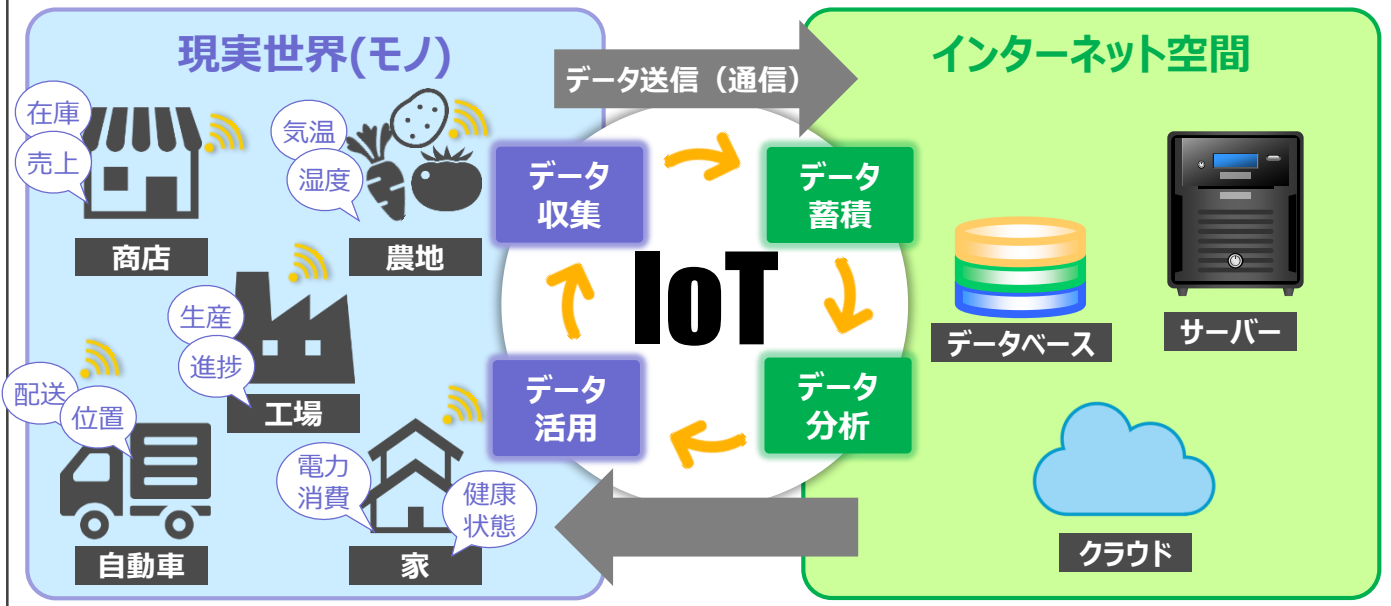 現実世界(モノ)
データ送信（通信）
インターネット空間
在庫
売上
商店
気温
湿度
農地
生産
進捗
工場
配送
位置
自動車
電力
消費
健康
状態
家
データ
収集
データ
蓄積
IoT
データ
活用
データ
分析
データベース
サーバー
クラウド